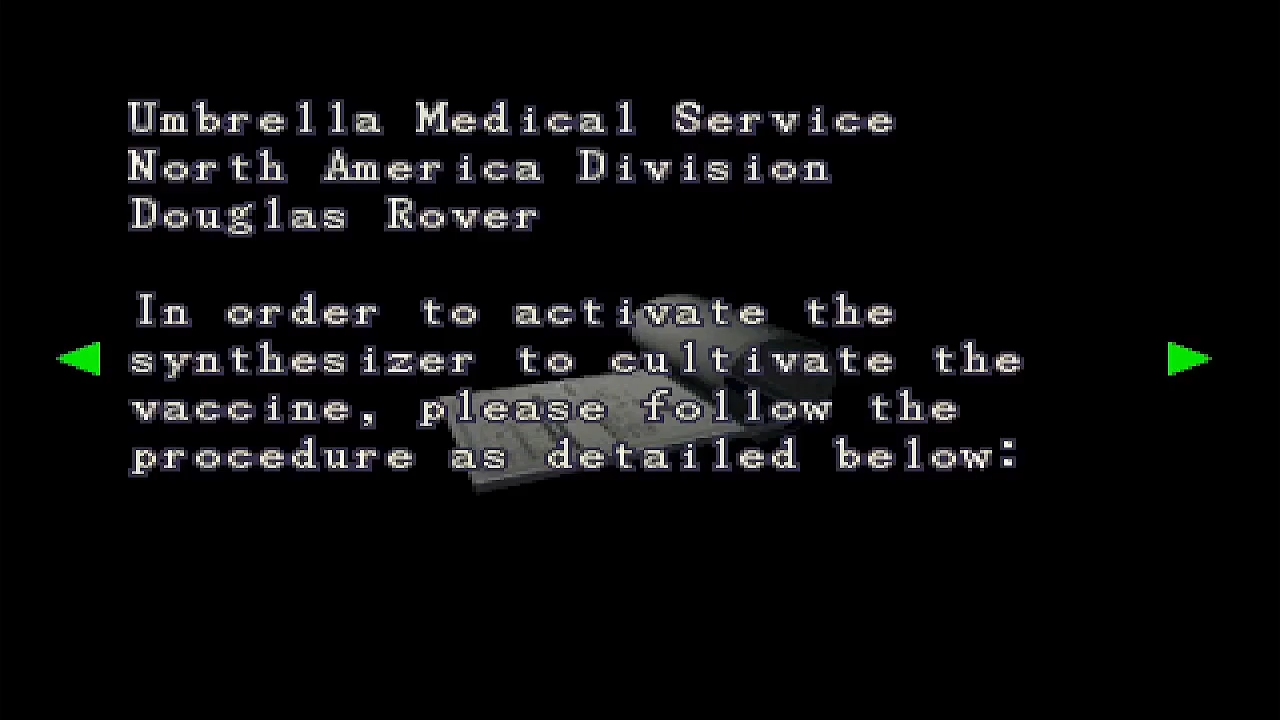 Umbrella Medical Service
North America Division
Douglas Rover
In order to activate the
synthesizer to cultivate the
vaccine, please follow the
procedure as detailed below: